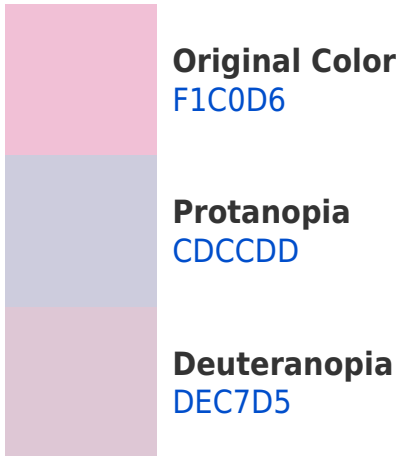 Original Color
F1C0D6
Protanopia
CDCCDD
Deuteranopia
DEC7D5